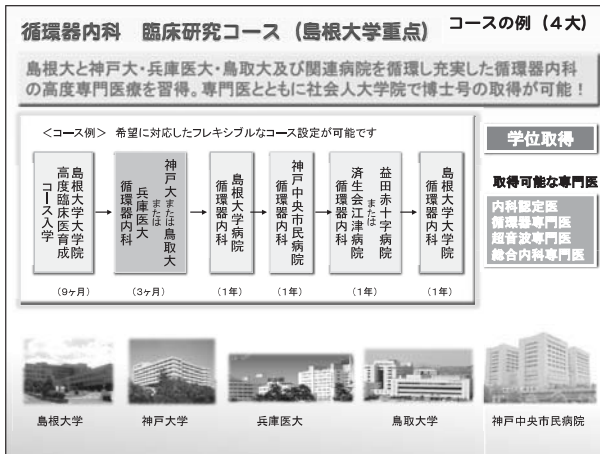 循環器内科 臨床研究コース(島根大学重点)
コースの例(4大)
島根大と神戸大・兵庫医大・鳥取大及び関連病院を循環し充実した循環器内科
の高度専門医療を習得。専門医とともに社会人大学院で博士号の取得が可能!
<コース例> 希望に対応したフレキシブルなコース設定が可能です
島根大学大学院
高度臨床医育成
コース入学
(9ヶ月)
神戸大または鳥取大
または
兵庫医大
循環器内科
(3ヶ月)
島根大学病院
循環器内科
(1年)
神戸中央市民病院
循環器内科
(1年)
益田赤十字病院
または
済生会江津病院
循環器内科
(1年)
島根大学大学院
循環器内科
(1年)
学位取得
取得可能な専門医
内科認定医
循環器専門医
超音波専門医
総合内科専門医
島根大学
神戸大学
兵庫医大
鳥取大学
神戸中央市民病院